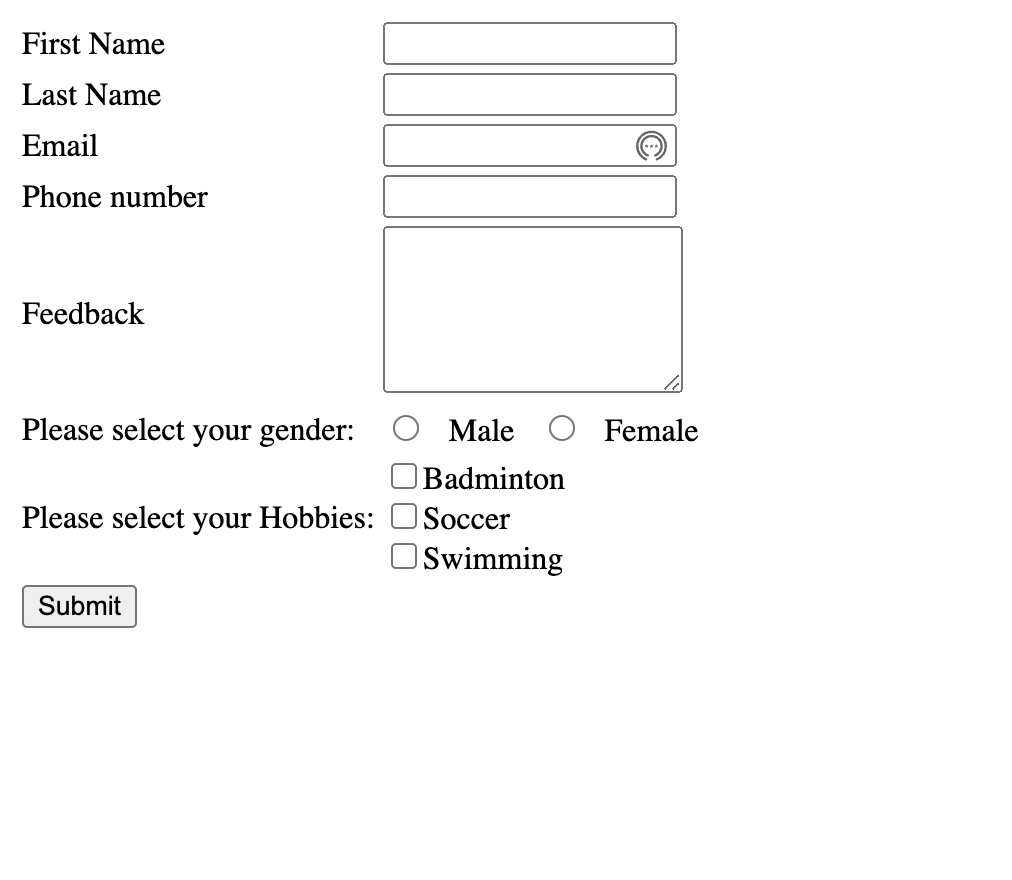 First Name
Last Name
Email
Phone number
Feedback
Please select your gender: Male Female
Badminton
Please select your Hobbies: Soccer
Swimming
Submit